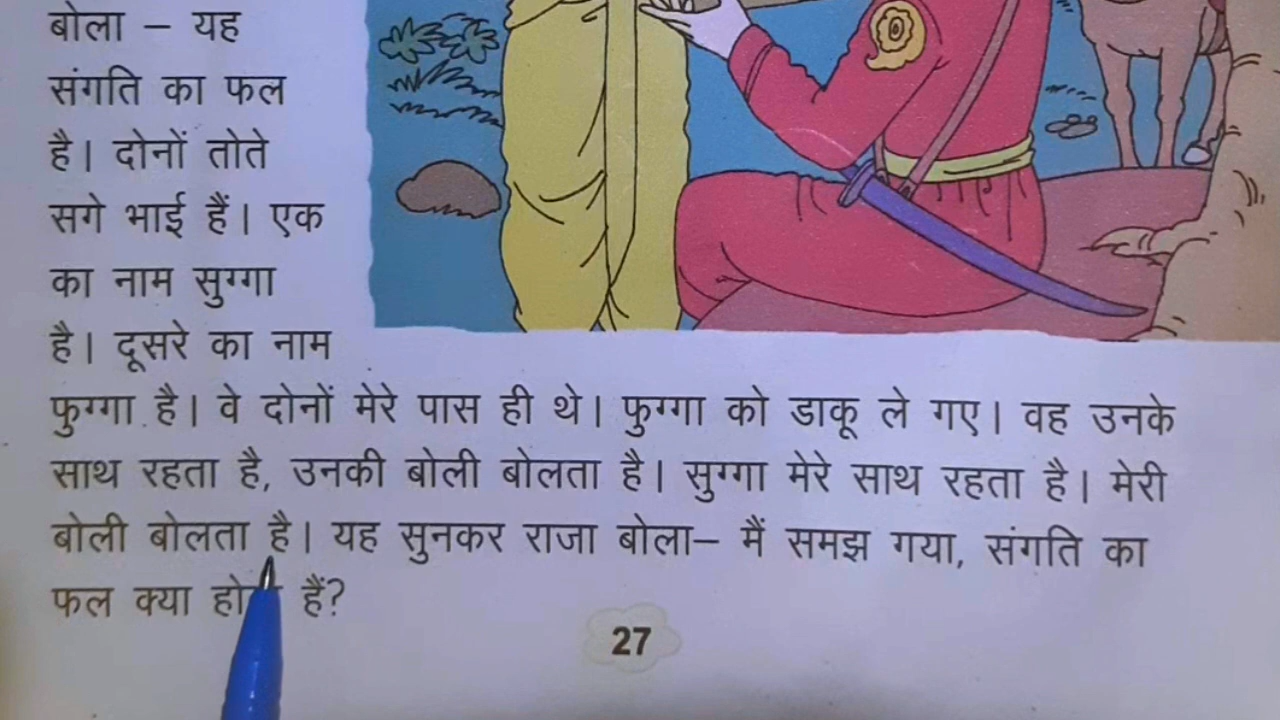 बोला – यह
संगति का फल
है। दोनों तोते
सगे भाई हैं। एक
का नाम सुग्गा
है। दूसरे का नाम
फुग्गा है। वे दोनों मेरे पास ही थे। फुग्गा को डाकू ले गए। वह उनके
साथ रहता है, उनकी बोली बोलता है। सुग्गा मेरे साथ रहता है। मेरी
बोली बोलता है। यह सुनकर राजा बोला– मैं समझ गया, संगति का
फल क्या हैं?
27